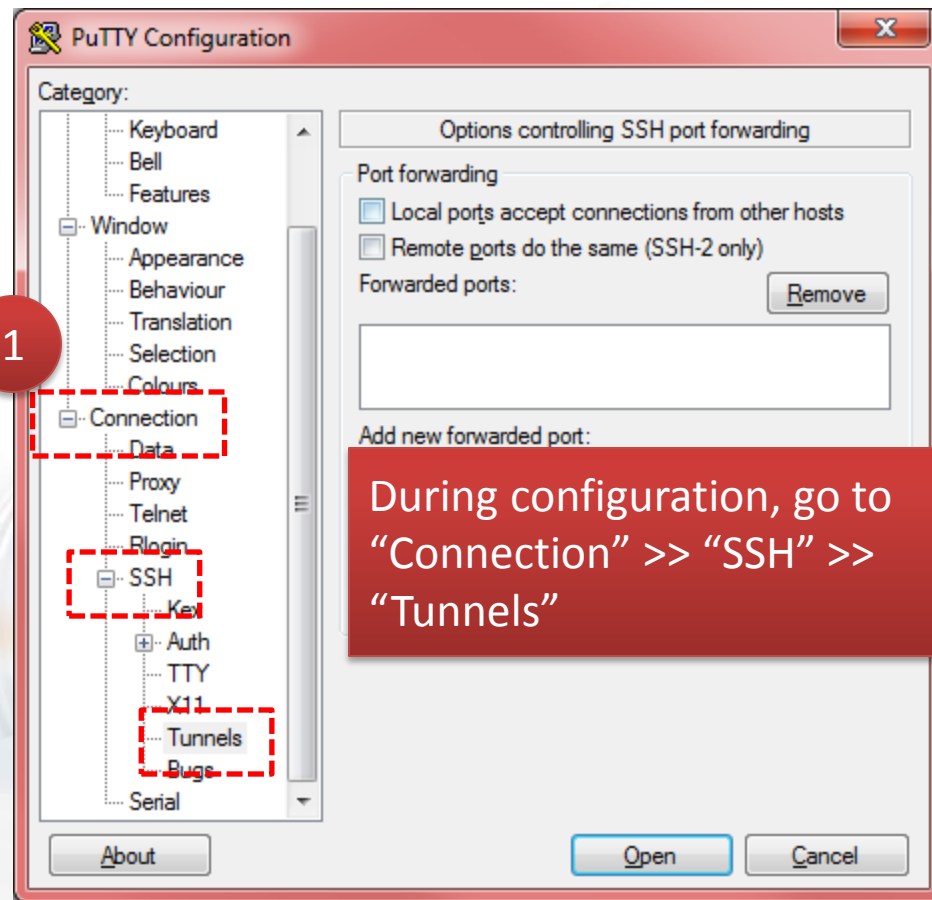 PuTTY Configuration
x
Category:
Keyboard
Bell
Features
Window
Appearance
Behaviour
Translation
Selection
Colours
Connection
Data
Proxy
Telnet
Rlogin
SSH
Kex
Auth
TTY
X11
Tunnels
Bugs
Serial
1
Options controlling SSH port forwarding
Port forwarding
Local ports accept connections from other hosts
Remote ports do the same (SSH-2 only)
Forwarded ports:
Remove
Add new forwarded port:
During configuration, go to
“Connection” >> “SSH” >>
“Tunnels”
About
Open
Cancel